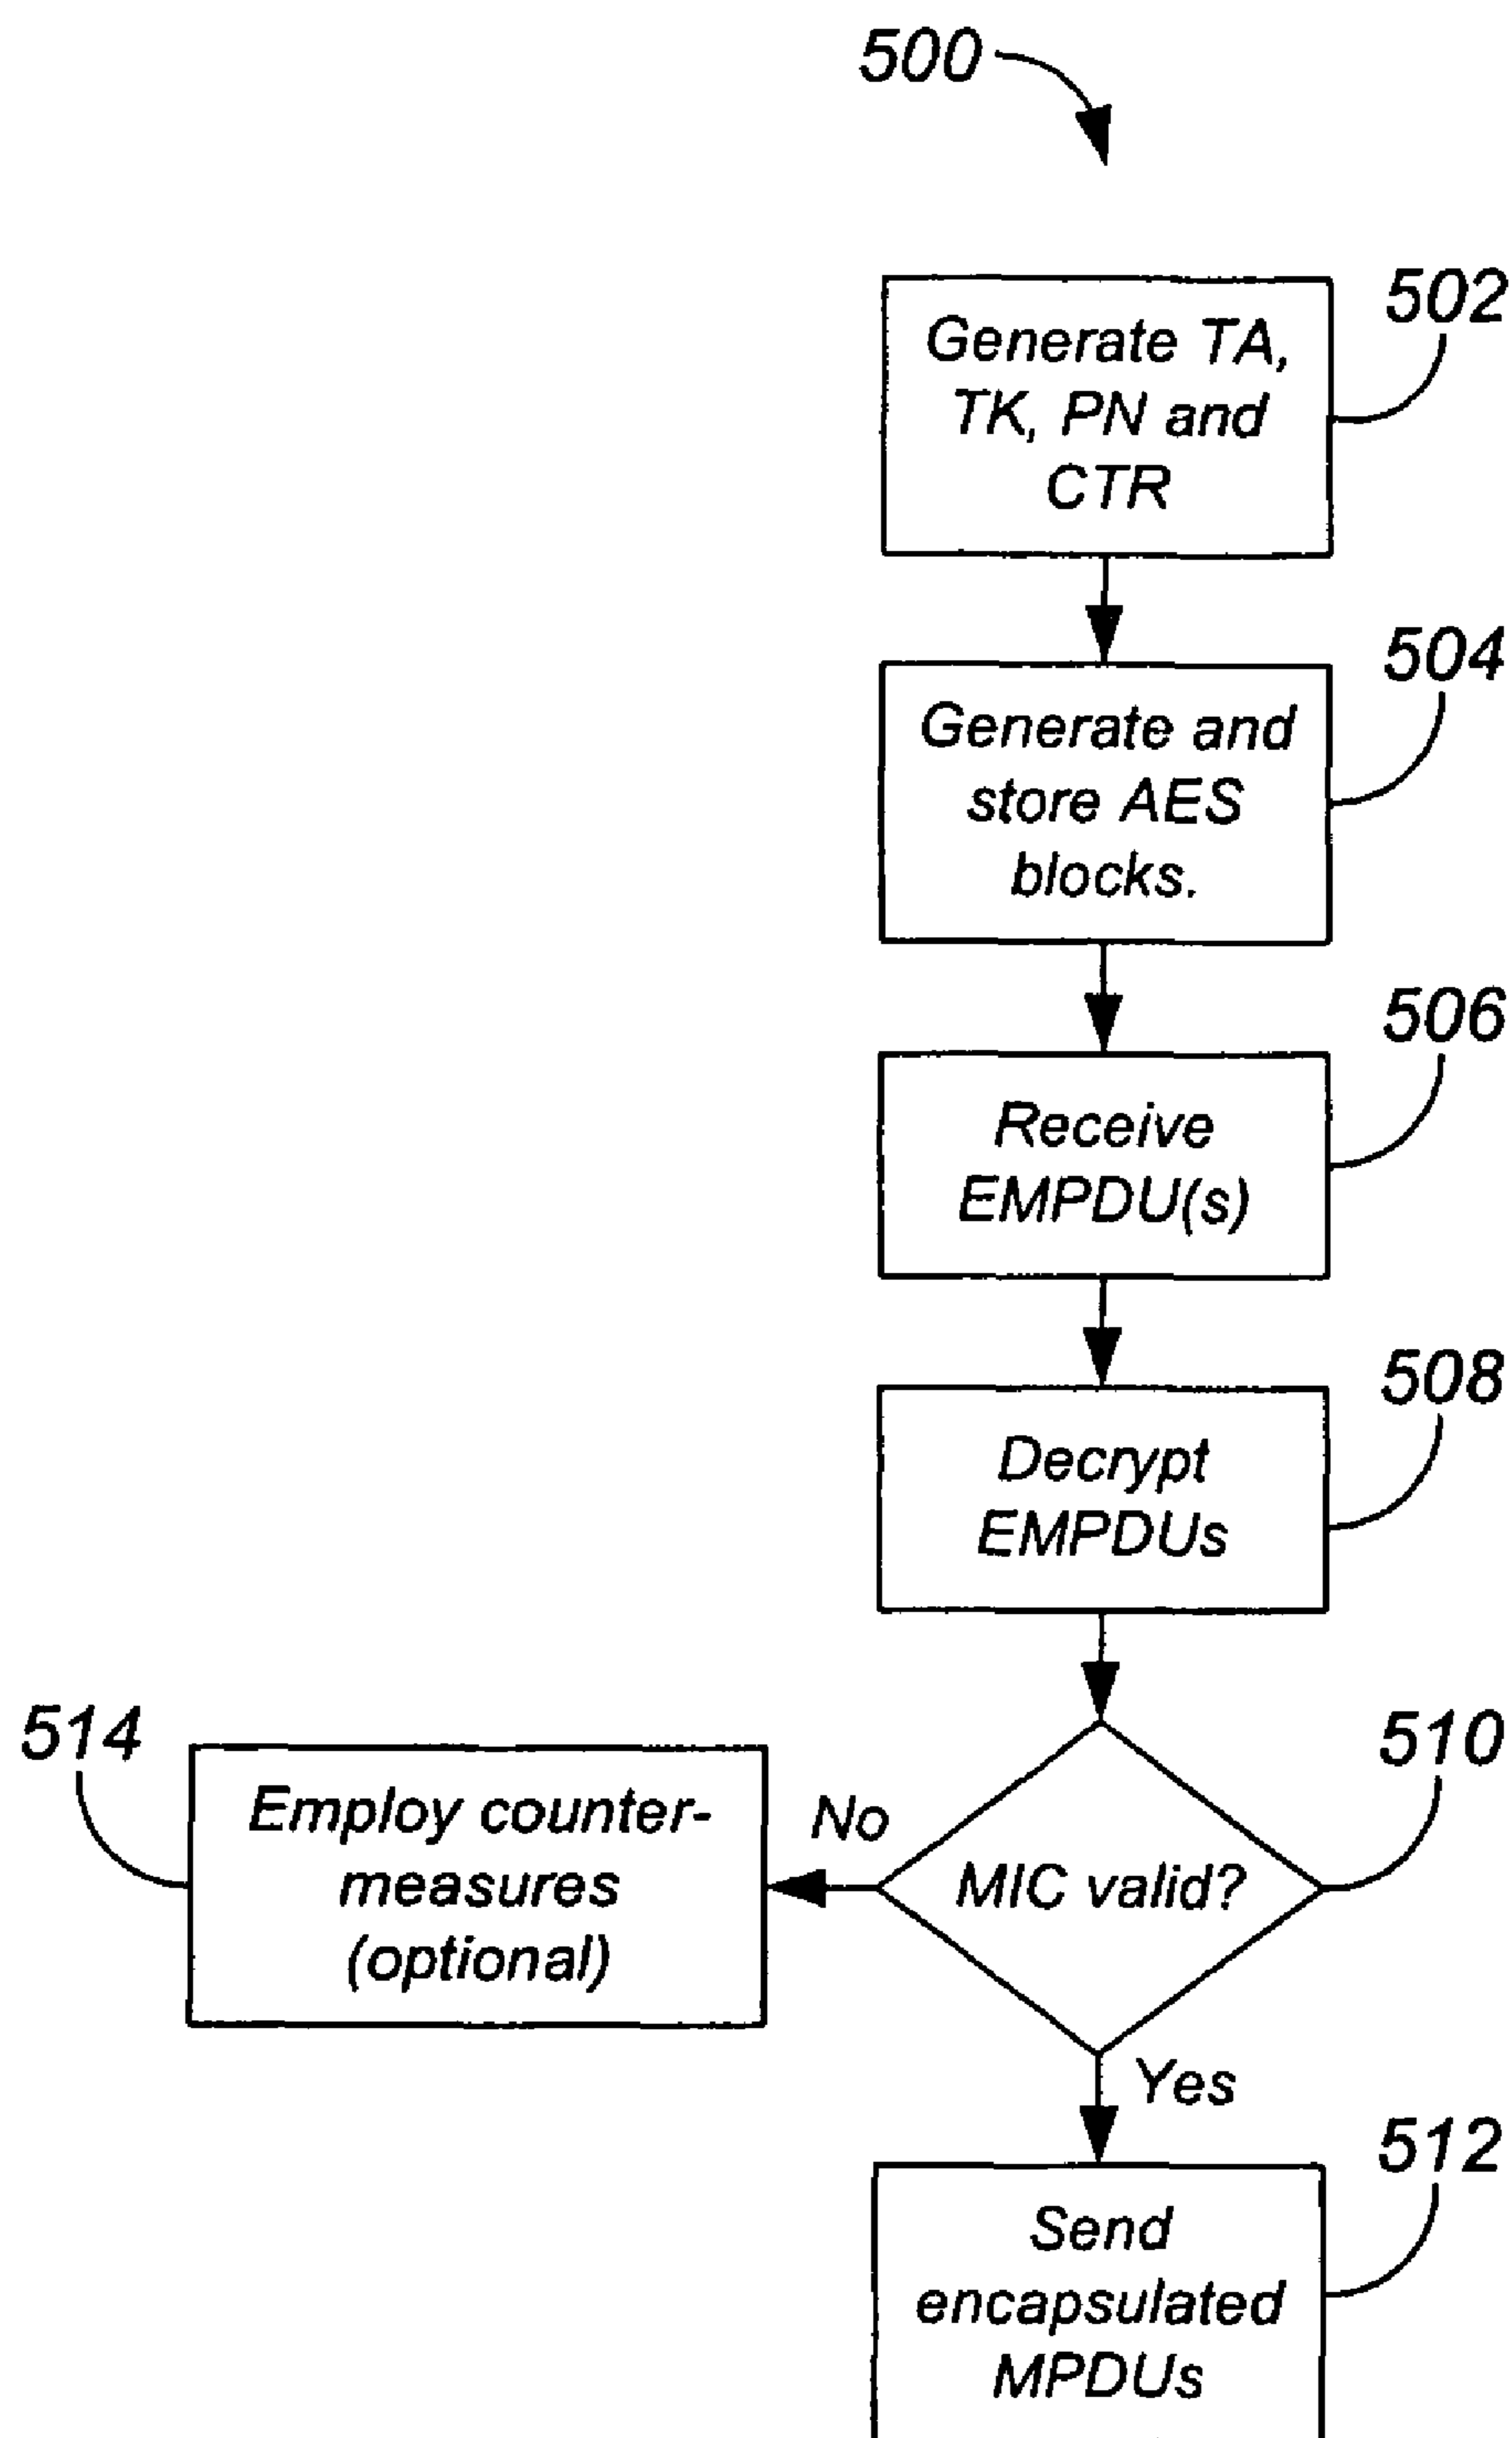 500
502
Generate TA,
TK, PN and
CTR
504
Generate and
store AES
blocks.
506
Receive
EMPDU(s)
508
Decrypt
EMPDUs
514
Employ counter-
measures
(optional)
No
510
MIC valid?
Yes
512
Send
encapsulated
MPDUs